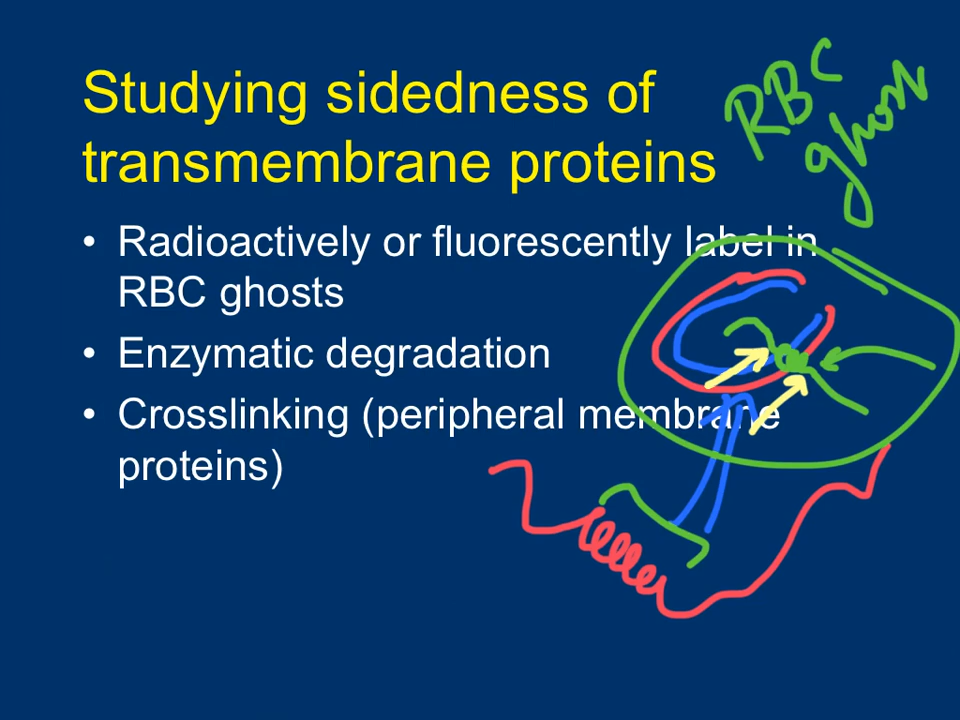 Studying sidedness of
transmembrane proteins
RBC
ghost
• Radioactively or fluorescently label in
RBC ghosts
• Enzymatic degradation
• Crosslinking (peripheral membrane
proteins)